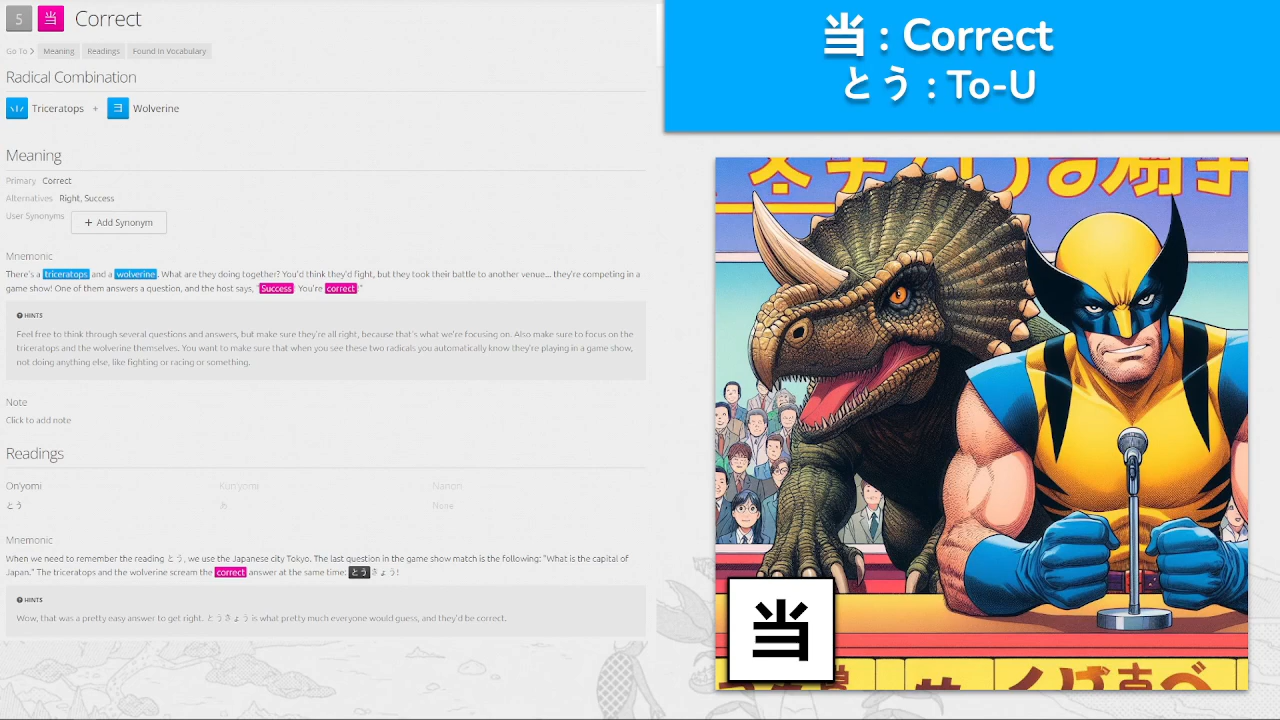 5 当 Correct
Go To Meaning Readings Found in Vocabulary
Radical Combination
Triceratops + ヨ Wolverine
Meaning
Primary Correct
Alternatives Right, Success
User Synonyms + Add Synonym
Mnemonic
There's a triceratops and a wolverine. What are they doing together? You'd think they'd fight, but they took their battle to another venue... they're competing in a
game show! One of them answers a question, and the host says, "Success! You're correct!"
HINTS
Feel free to think through several questions and answers, but make sure they're all right, because that's what we're focusing on. Also make sure to focus on the
triceratops and the wolverine themselves. You want to make sure that when you see these two radicals you automatically know they're playing in a game show,
not doing anything else, like fighting or racing or something.
Note
Click to add note
Readings
On'yomi Kun'yomi Nanori
とう あ None
Mnemonic
When we need to remember the reading とう, we use the Japanese city Tokyo. The last question in the game show match is the following: "What is the capital of
Japan." The triceratops and the wolverine scream the correct answer at the same time: とうきょう!
HINTS
Wow, that was a pretty easy answer to get right. とうきょう is what pretty much everyone would guess, and they'd be correct.
当 : Correct
とう : To-U
当